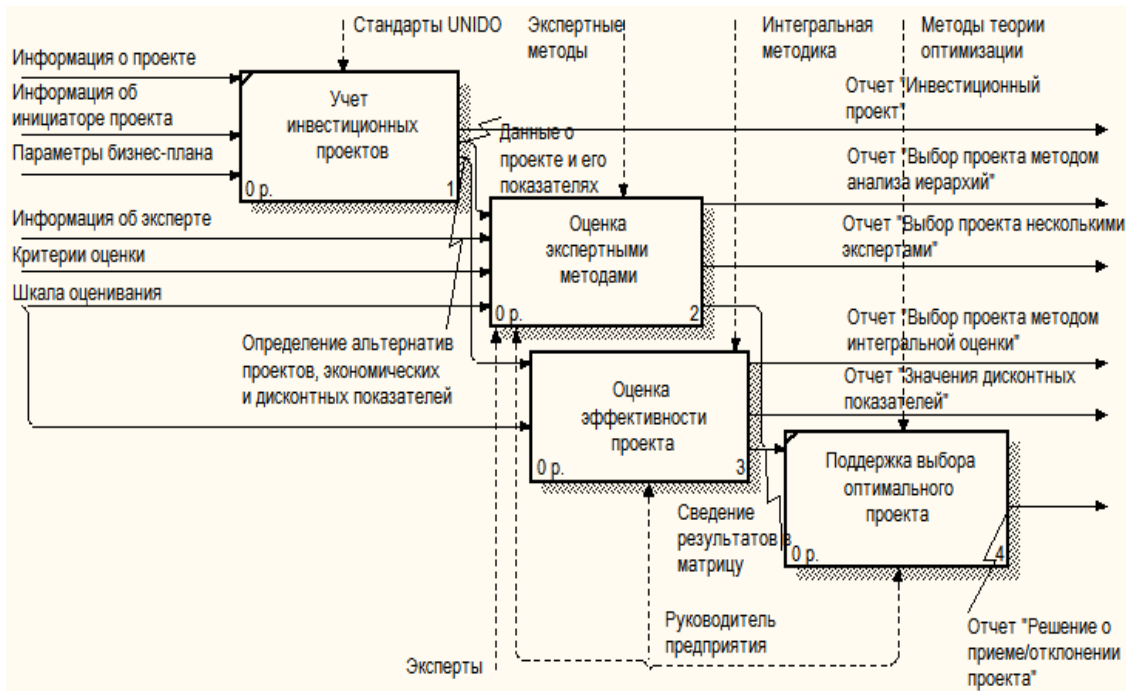 Стандарты UNIDO
Экспертные
методы
Интегральная
методика
Методы теории
оптимизации
Информация о проекте
Информация об
инициаторе проекта
Параметры бизнес-плана
Учет
инвестиционных
проектов
0 р.
1
Отчет "Инвестиционный
проект"
Данные о
проекте и его
показателях
Отчет "Выбор проекта методом
анализа иерархий"
Информация об эксперте
Критерии оценки
Шкала оценивания
Оценка
экспертными
методами
0 р.
2
Отчет "Выбор проекта несколькими
экспертами"
Определение альтернатив
проектов, экономических
и дисконтных показателей
Отчет "Выбор проекта методом
интегральной оценки"
Отчет "Значения дисконтных
показателей"
Оценка
эффективности
проекта
0 р.
3
Поддержка выбора
оптимального
проекта
0 р.
4
Сведение
результатов в
матрицу
Руководитель
предприятия
Эксперты
Отчет "Решение о
приеме/отклонении
проекта"